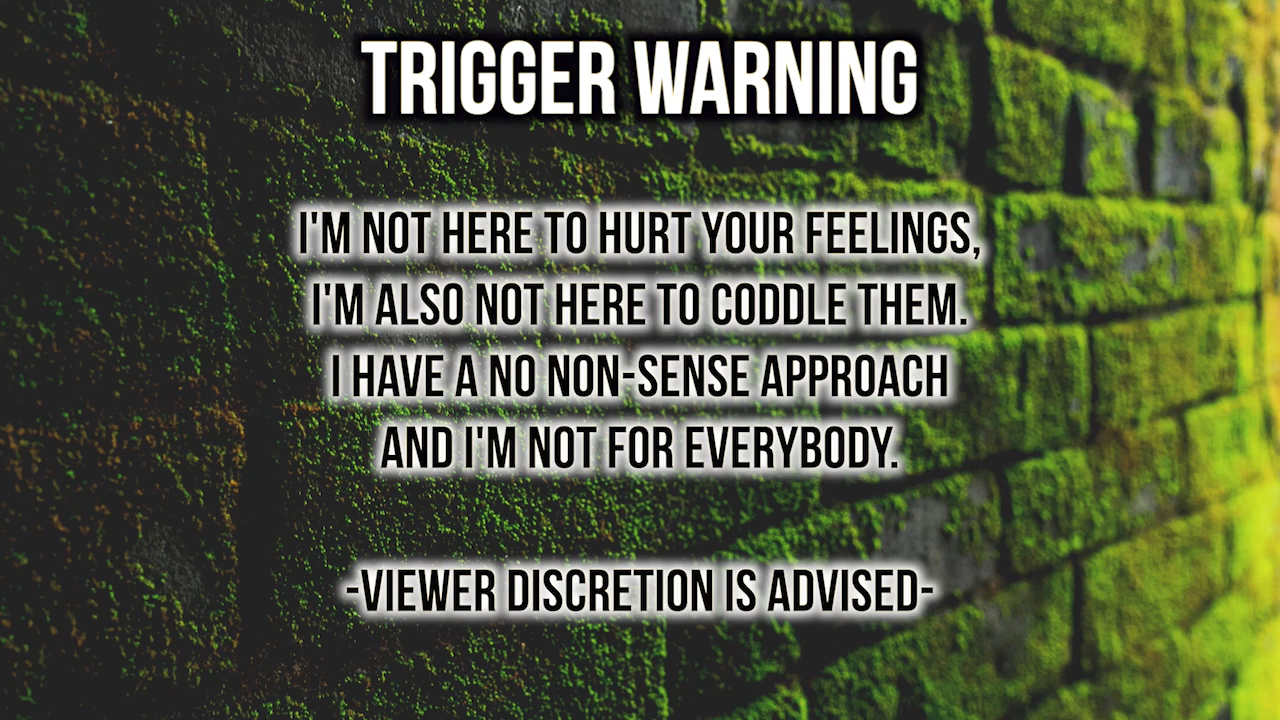 TRIGGER WARNING
I'M NOT HERE TO HURT YOUR FEELINGS,
I'M ALSO NOT HERE TO CODDLE THEM.
I HAVE A NO NON-SENSE APPROACH
AND I'M NOT FOR EVERYBODY.
-VIEWER DISCRETION IS ADVISED-